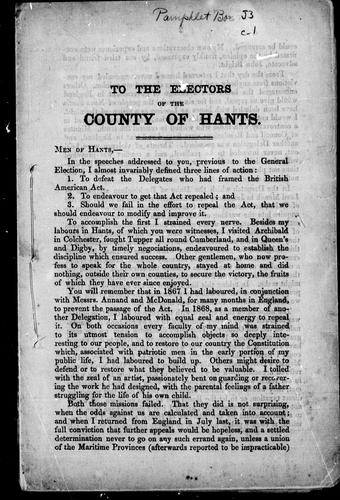 Pamphlet Box J3
c-1
TO THE ELECTORS
OF THE
COUNTY OF HANTS.
MEN OF HANTS,—
In the speeches addressed to you, previous to the General
Election, I almost invariably defined three lines of action:
1. To defeat the Delegates who had framed the British
American Act.
2. To endeavour to get that Act repealed; and
3. Should we fail in the effort to repeal the Act, that we
should endeavour to modify and improve it.
To accomplish the first I strained every nerve. Besides my
labours in Hants, of which you were witnesses, I visited Archibald
in Colchester, fought Tupper all round Cumberland, and in Queen's
and Digby, by timely negotiations, endeavoured to establish the
discipline which ensured success. Other gentlemen, who now pro-
fess to speak for the whole country, stayed at home and did
nothing, outside their own counties, to secure the victory, the fruits
of which they have ever since enjoyed.
You will remember that in 1867 I had laboured, in conjunction
with Messrs. Annand and McDonald, for many months in England,
to prevent the passage of the Act. In 1868, as a member of ano-
ther Delegation, I laboured with equal zeal and energy to repeal
it. On both occasions every faculty of my mind was strained
to its utmost tension to accomplish objects so deeply inter-
resting to our people, and to restore to our country the Constitution
which, associated with patriotic men in the early portion of my
public life, I had laboured to build up. Others might desire to
defend or to restore what they believed to be valuable. I toiled
with the zeal of an artist, passionately bent on guarding or recover-
ing the work he had designed, with the parental feelings of a father
struggling for the life of his own child.
Both those missions failed. That they did is not surprising,
when the odds against us are calculated and taken into account;
and when I returned from England in July last, it was with the
full conviction that further appeals would be hopeless, and a settled
determination never to go on any such errand again, unless a union
of the Maritime Provinces (afterwards reported to be impracticable)